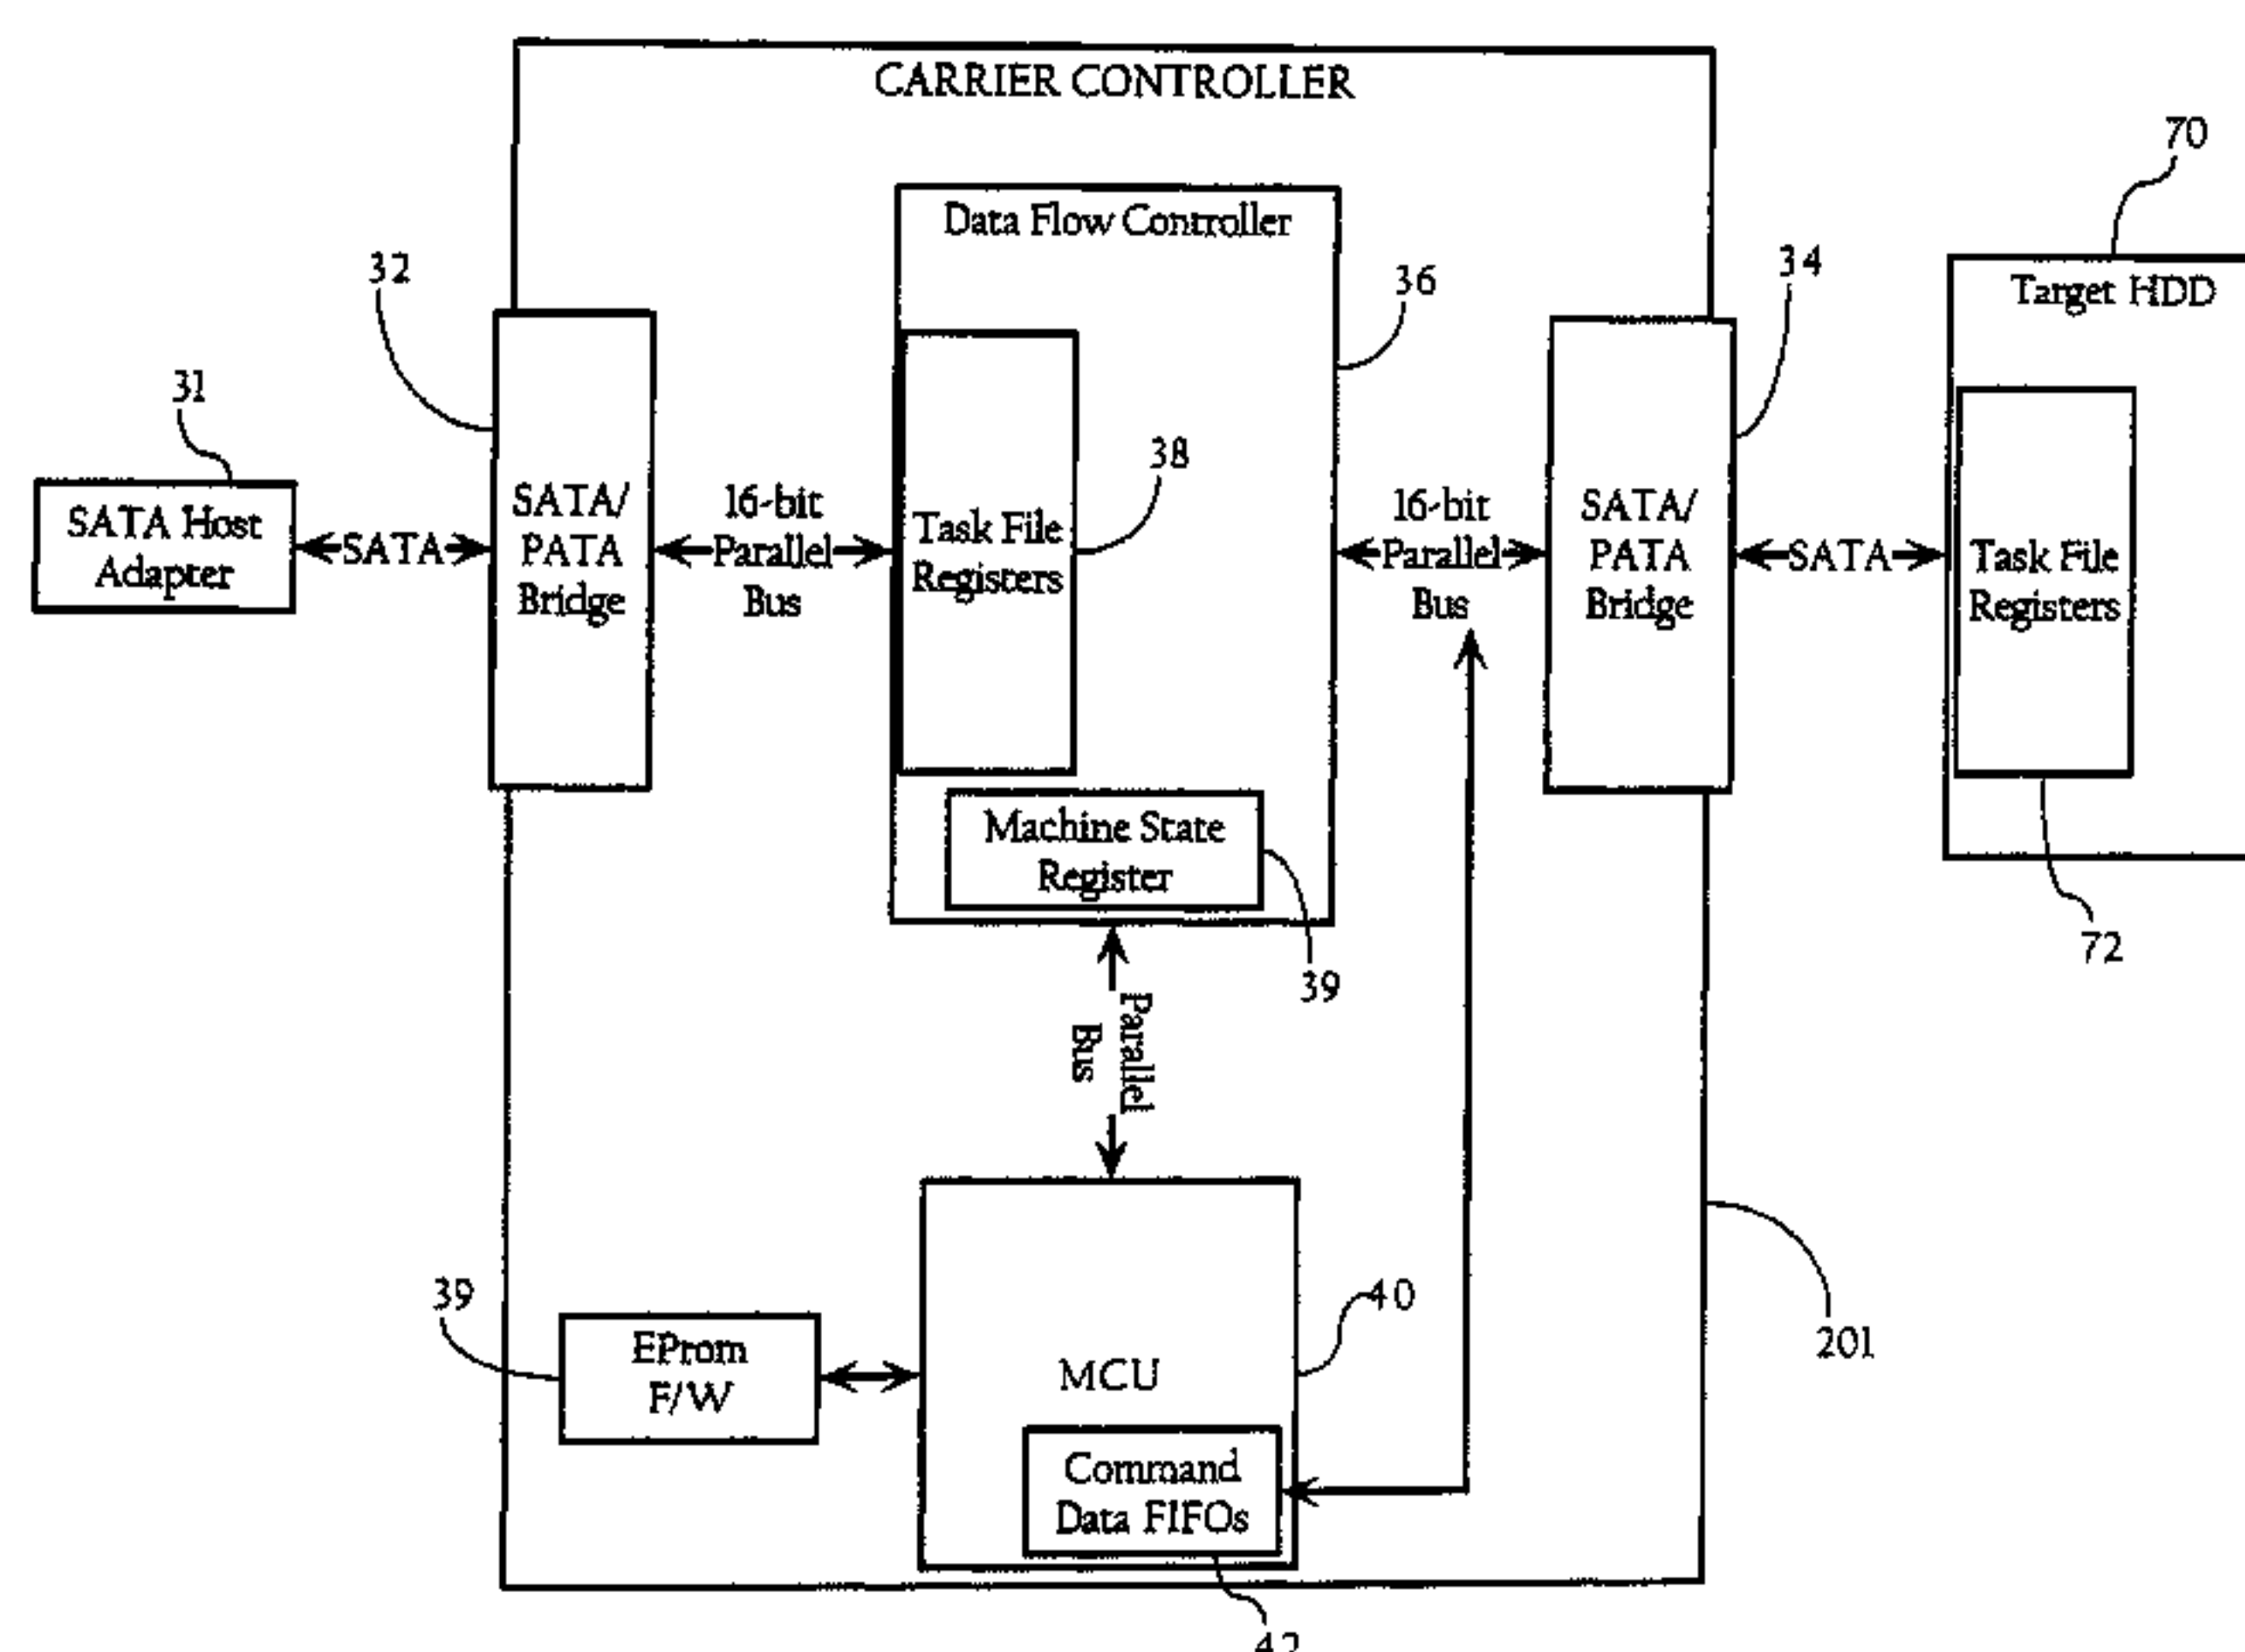 CARRIER CONTROLLER
70
Data Flow Controller
Target HDD
32
36
34
31
38
SATA Host
Adapter
SATA
SATA/
PATA
Bridge
16-bit
Parallel
Bus
Task File
Registers
16-bit
Parallel
Bus
SATA/
PATA
Bridge
SATA
Task File
Registers
Machine State
Register
39
72
Parallel
Bus
39
EProm
F/W
MCU
40
201
Command
Data FIFOs
42